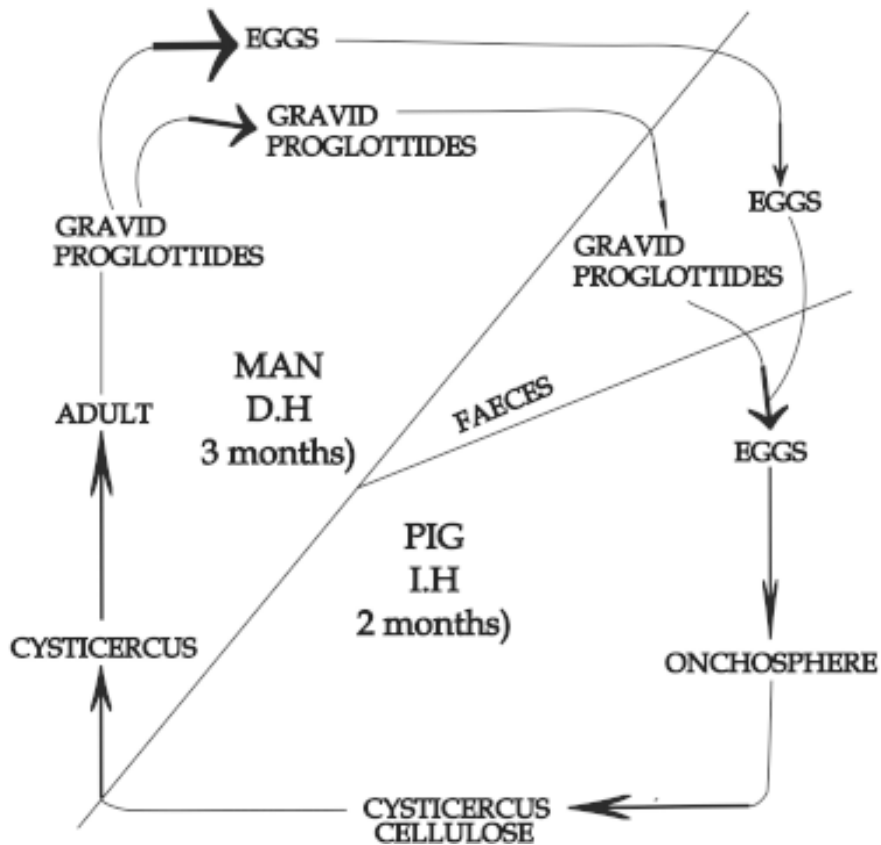 EGGS
GRAVID
PROGLOTTIDES
EGGS
GRAVID
PROGLOTTIDES
GRAVID
PROGLOTTIDES
MAN
D.H
3 months)
FAECES
ADULT
EGGS
PIG
I.H
2 months)
CYSTICERCUS
ONCHOSPHERE
CYSTICERCUS
CELLULOSE